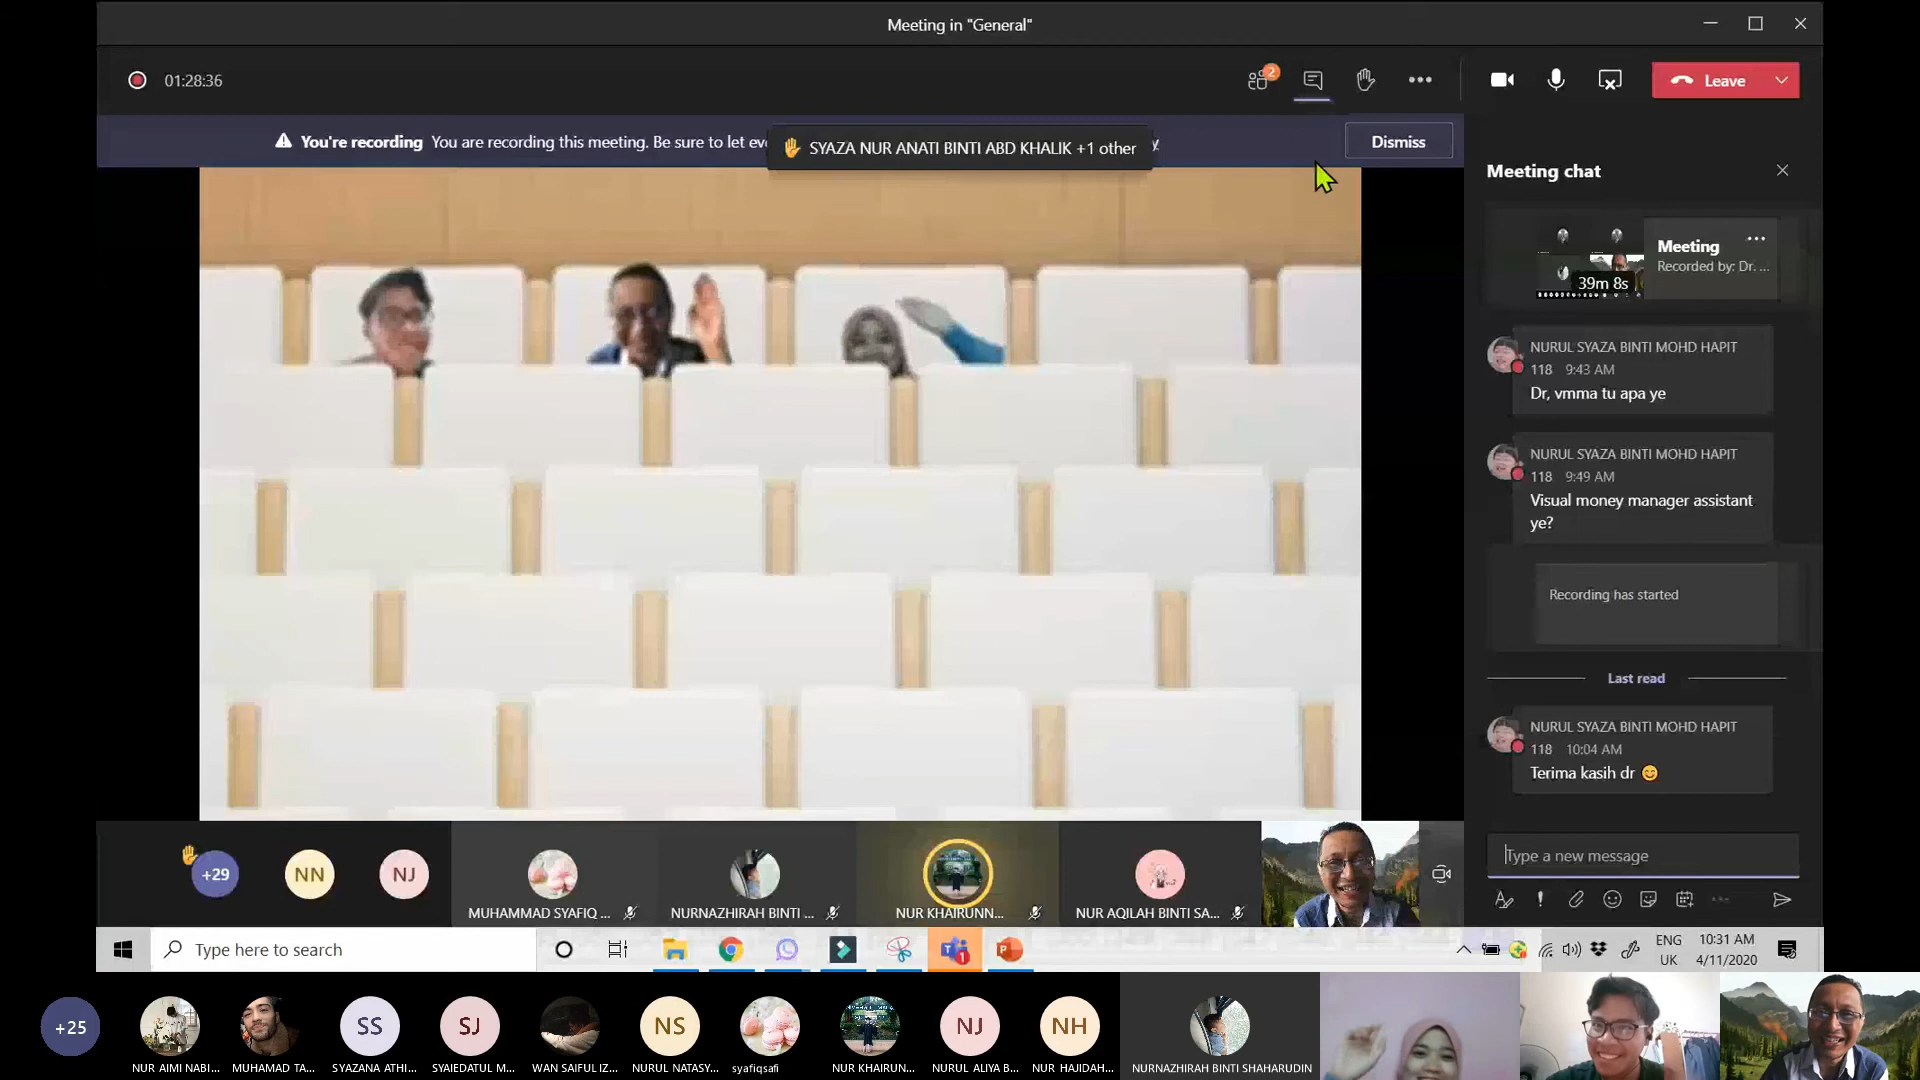 Meeting in "General"
01:28:36
2
Leave
You're recording You are recording this meeting. Be sure to let
Dismiss
SYAZA NUR ANATI BINTI ABD KHALIK +1 other
Meeting chat
Meeting
Recorded by: Dr. ...
39m 8s
NURUL SYAZA BINTI MOHD HAPIT
118 9:43 AM
Dr, vmma tu apa ye
NURUL SYAZA BINTI MOHD HAPIT
118 9:49 AM
Visual money manager assistant
ye?
Recording has started
Last read
NURUL SYAZA BINTI MOHD HAPIT
118 10:04 AM
Terima kasih dr 😊
Type a new message
+29
NN
NJ
MUHAMMAD SYAFIQ ...
NURNAZHIRAH BINTI ...
NUR KHAIRUNN...
NUR AQILAH BINTI SA...
Type here to search
1
ENG
UK
10:31 AM
4/11/2020
+25
SS
SJ
NS
NJ
NH
NUR AIMI NABI...
MUHAMAD TA...
SYAZANA ATHI...
SYAIEDATUL M...
WAN SAIFUL IZ...
NURUL NATASY...
syafiqsafi
NUR KHAIRUN...
NURUL ALIYA B...
NUR HAJIDAH...
NURNAZHIRAH BINTI SHAHARUDIN